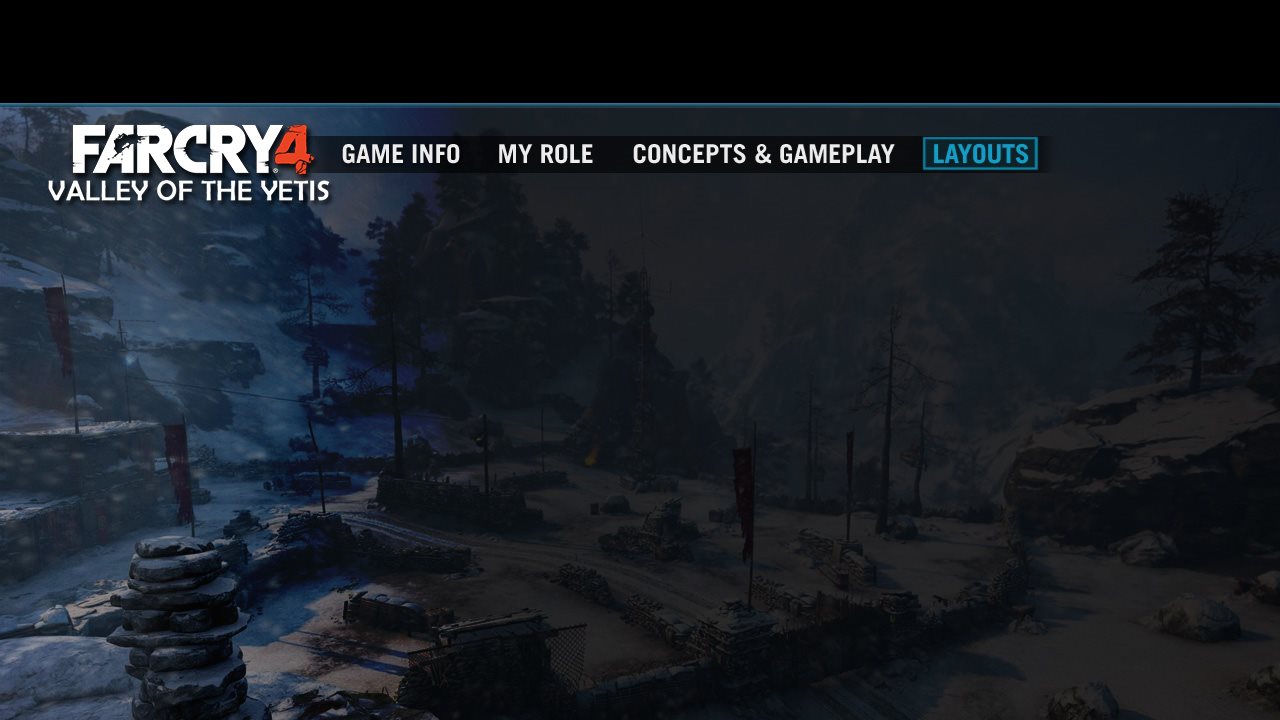 FARCRY4
VALLEY OF THE YETIS
GAME INFO MY ROLE CONCEPTS & GAMEPLAY LAYOUTS